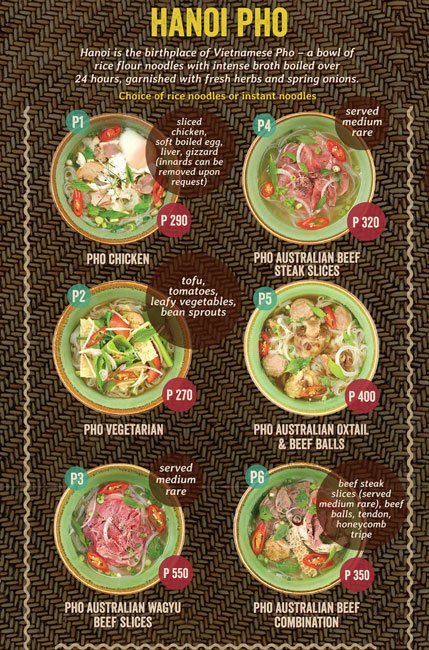 HANOI PHO
Hanoi is the birthplace of Vietnamese Pho – a bowl of
rice flour noodles with intense broth boiled over
24 hours, garnished with fresh herbs and spring onions.
Choice of rice noodles or instant noodles
P1
sliced
chicken,
soft boiled egg,
liver, gizzard
(innards can be
removed upon
request)
P 290
PHO CHICKEN
P4
served
medium
rare
P 320
PHO AUSTRALIAN BEEF
STEAK SLICES
P2
tofu,
tomatoes,
leafy vegetables,
bean sprouts
P 270
PHO VEGETARIAN
P5
P 400
PHO AUSTRALIAN OXTAIL
& BEEF BALLS
P3
served
medium
rare
P 550
PHO AUSTRALIAN WAGYU
BEEF SLICES
P6
beef steak
slices (served
medium rare), beef
balls, tendon,
honeycomb
tripe
P 350
PHO AUSTRALIAN BEEF
COMBINATION